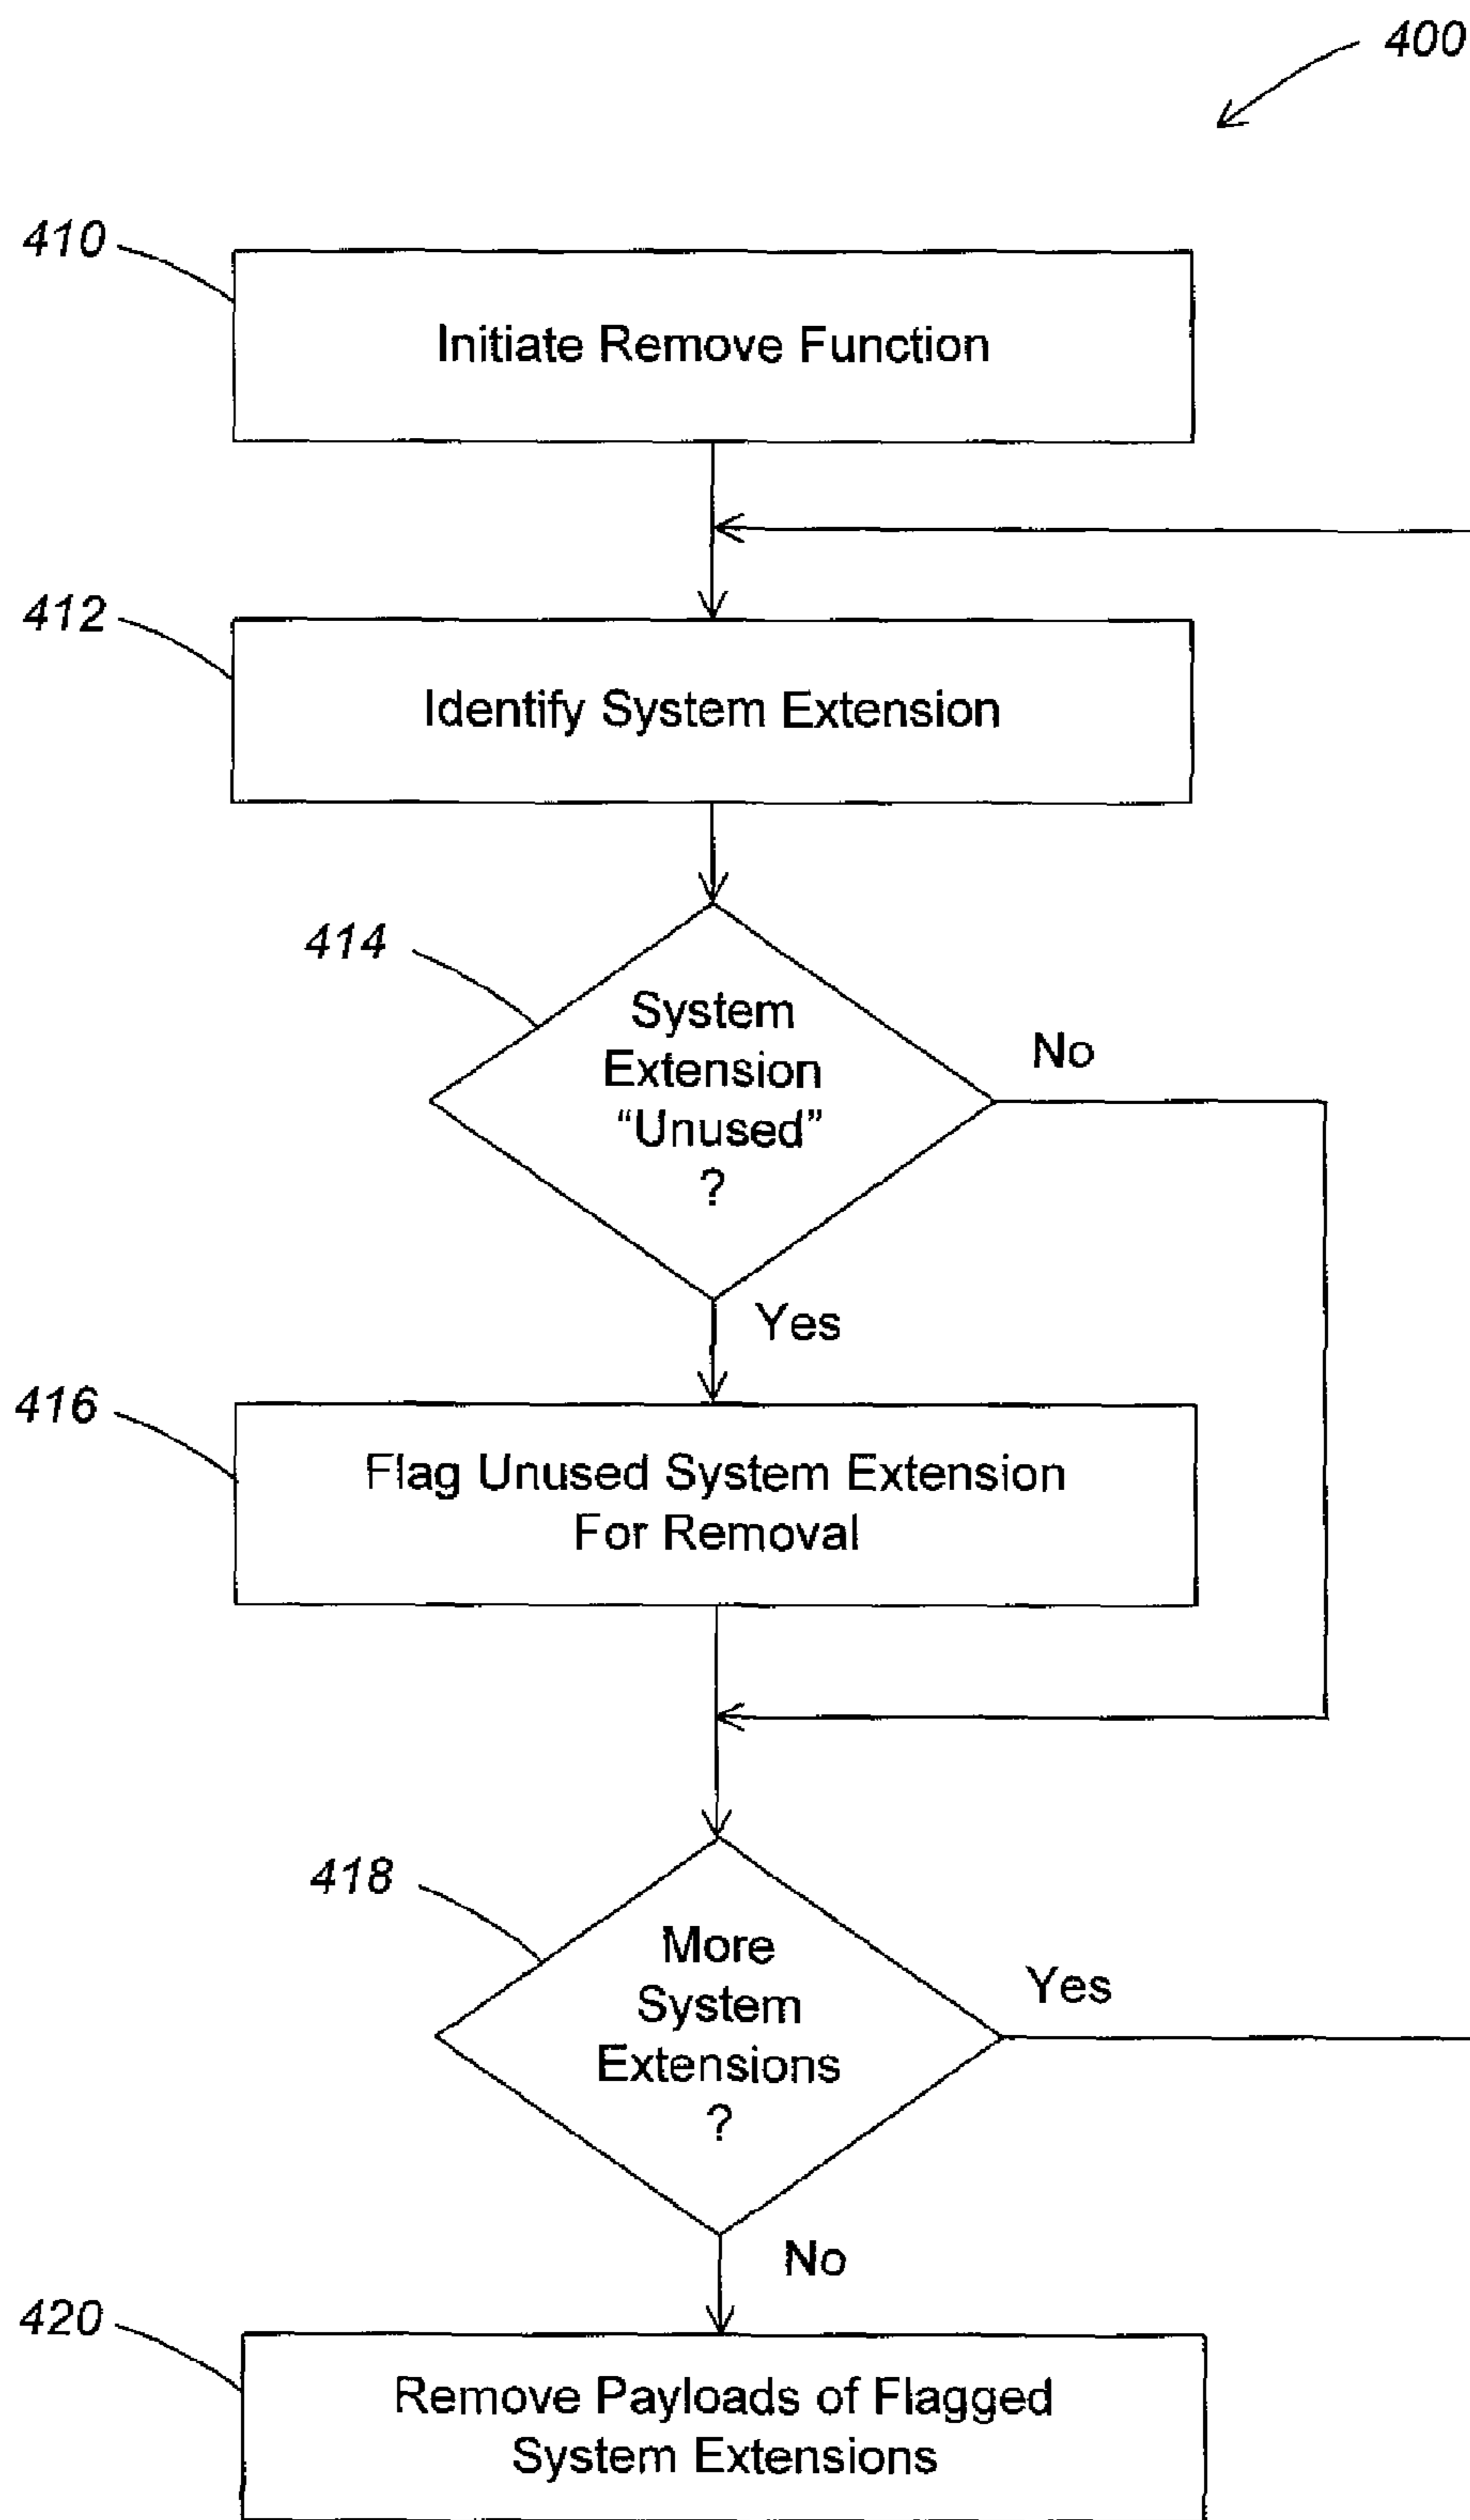 400
410
Initiate Remove Function
412
Identify System Extension
414
System
Extension
“Unused”
?
No
Yes
416
Flag Unused System Extension
For Removal
418
More
System
Extensions
?
Yes
No
420
Remove Payloads of Flagged
System Extensions